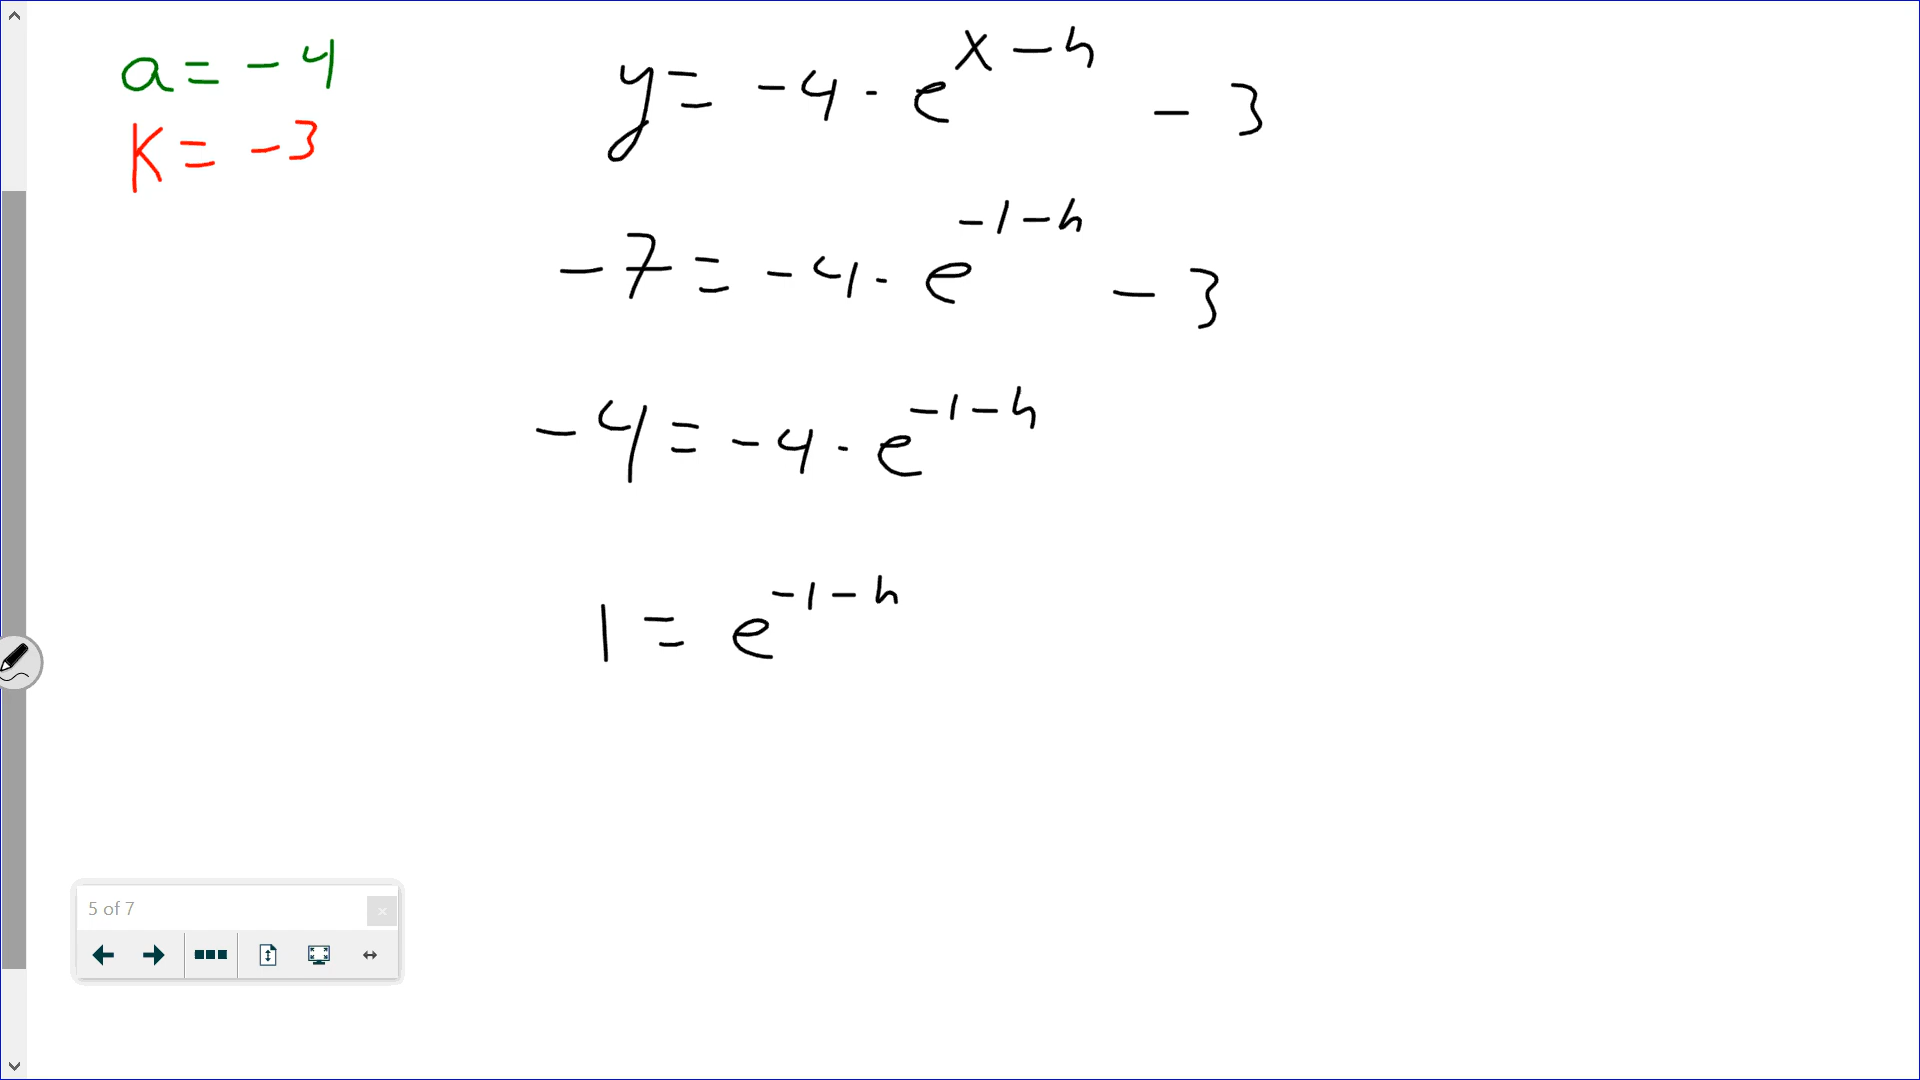 a = -4
K = -3
y = -4 · e^{x-h} - 3
-7 = -4 · e^{-1-h} - 3
-4 = -4 · e^{-1-h}
1 = e^{-1-h}
5 of 7